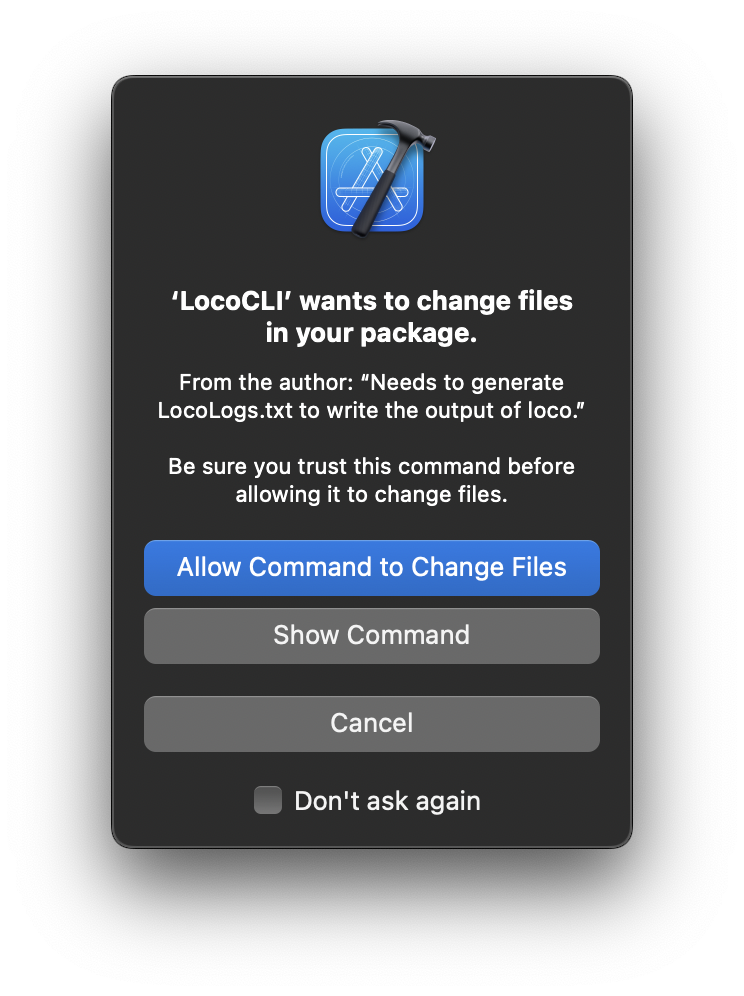 ‘LocoCLI’ wants to change files
in your package.
From the author: “Needs to generate
LocoLogs.txt to write the output of loco.”
Be sure you trust this command before
allowing it to change files.
Allow Command to Change Files
Show Command
Cancel
Don't ask again